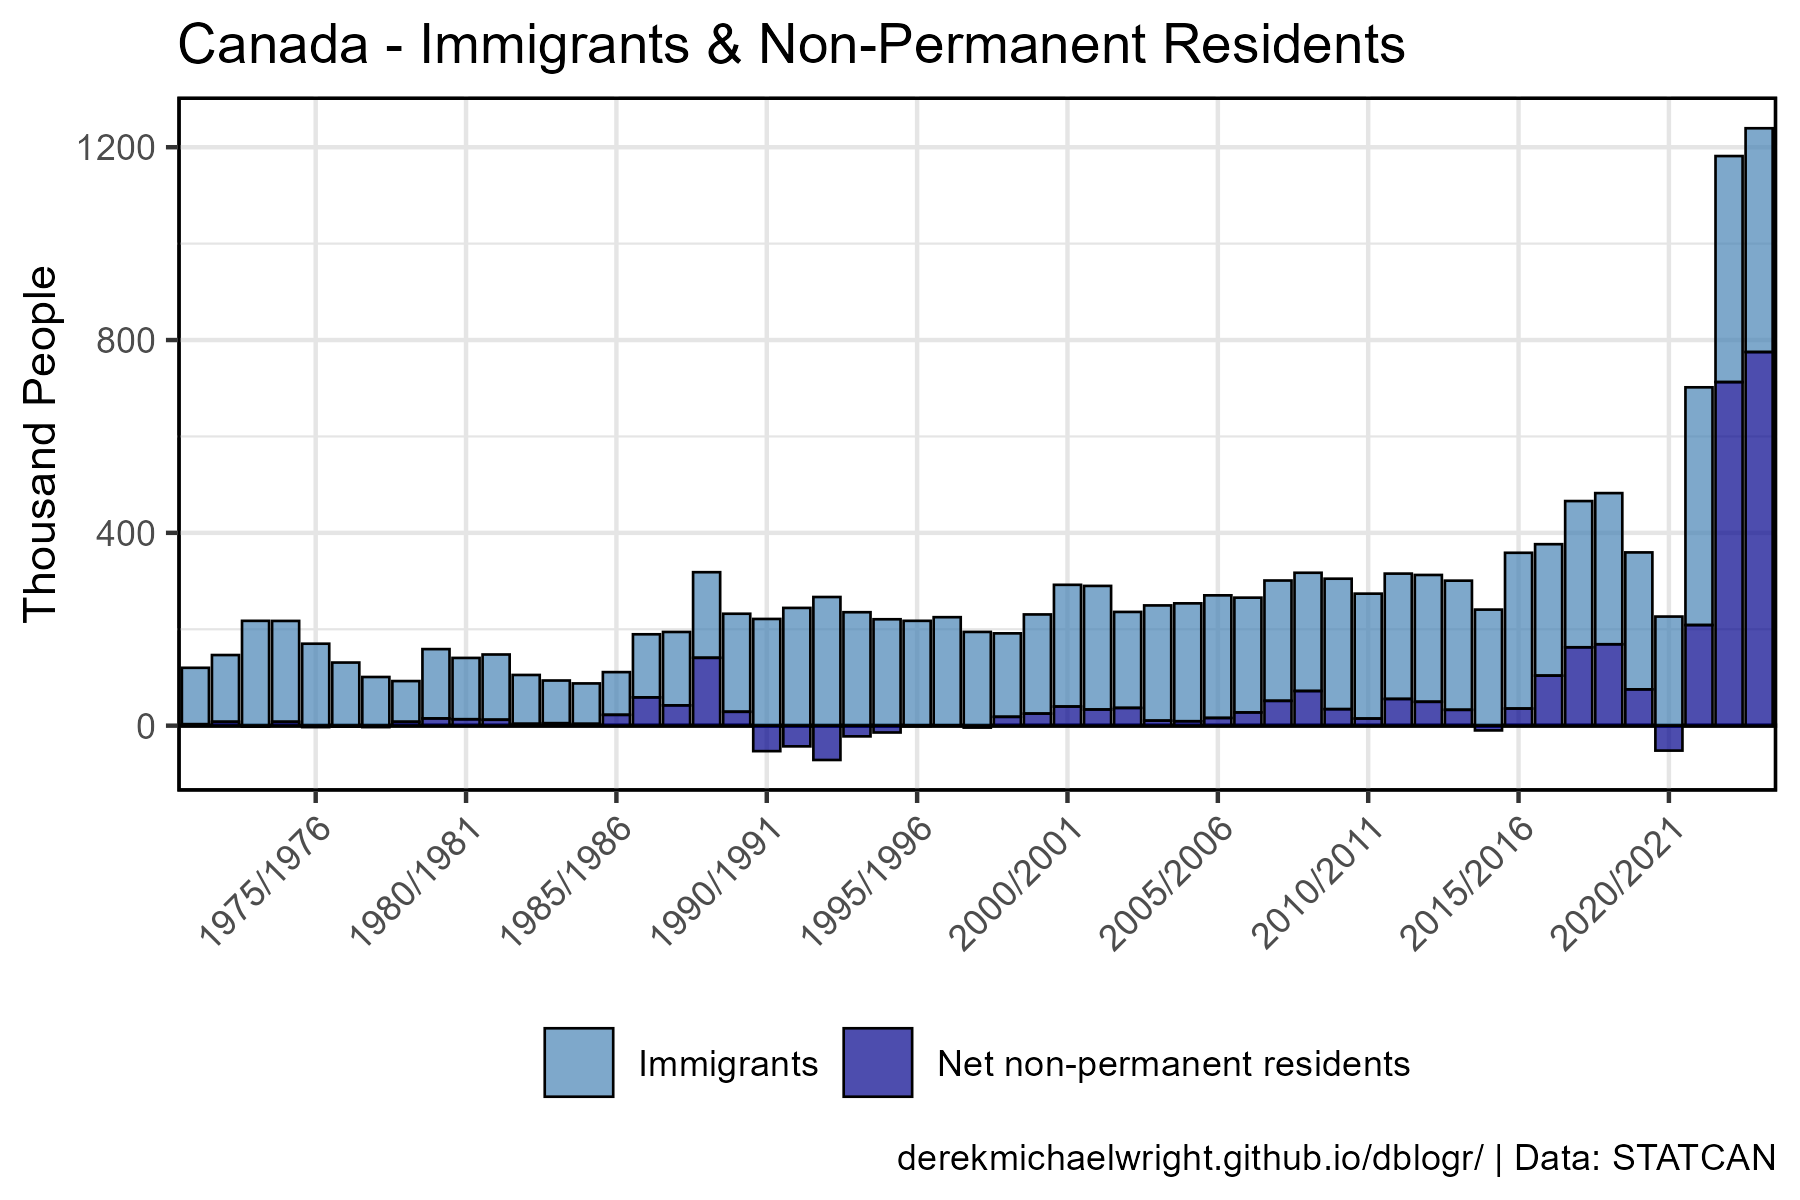 Canada - Immigrants & Non-Permanent Residents
Thousand People
1200
800
400
0
1975/1976
1980/1981
1985/1986
1990/1991
1995/1996
2000/2001
2005/2006
2010/2011
2015/2016
2020/2021
Immigrants
Net non-permanent residents
derekmichaelwright.github.io/dblogr/ | Data: STATCAN